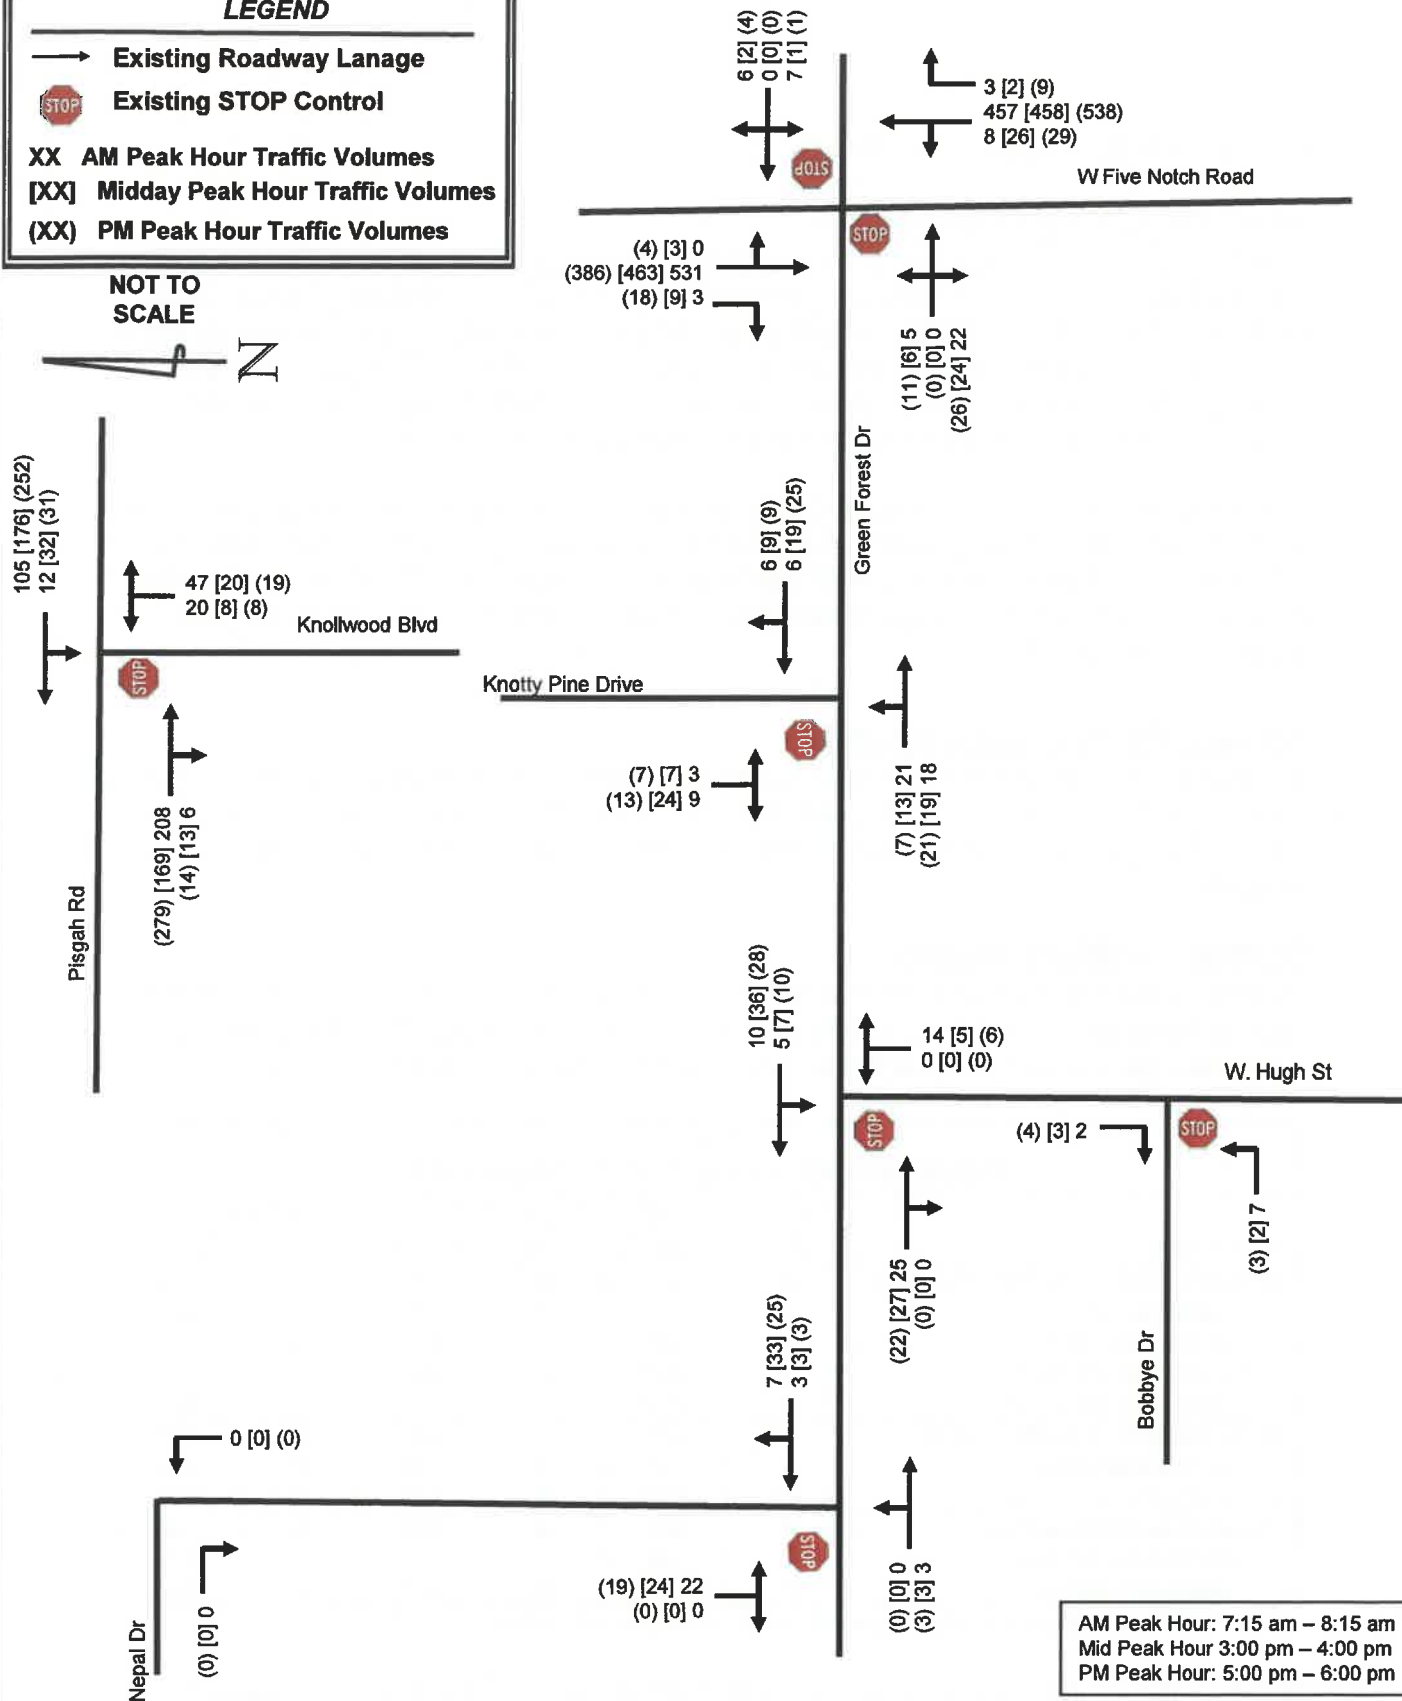 LEGEND
Existing Roadway Lanage
STOP
Existing STOP Control
XX AM Peak Hour Traffic Volumes
[XX] Midday Peak Hour Traffic Volumes
(XX) PM Peak Hour Traffic Volumes
NOT TO
SCALE
N
6 [2] (4)
0 [0] (0)
7 [1] (1)
3 [2] (9)
457 [458] (538)
8 [26] (29)
STOP
W Five Notch Road
STOP
(4) [3] 0
(386) [463] 531
(18) [9] 3
(11) [6] 5
(0) [0] 0
(26) [24] 22
Green Forest Dr
105 [176] (252)
12 [32] (31)
47 [20] (19)
20 [8] (8)
Knollwood Blvd
STOP
(279) [169] 208
(14) [13] 6
Pisgah Rd
6 [9] (9)
6 [19] (25)
Knotty Pine Drive
STOP
(7) [7] 3
(13) [24] 9
(7) [13] 21
(21) [19] 18
10 [36] (28)
5 [7] (10)
14 [5] (6)
0 [0] (0)
W. Hugh St
STOP
(4) [3] 2
STOP
(3) [2] 7
(22) [27] 25
(0) [0] 0
Bobbye Dr
7 [33] (25)
3 [3] (3)
0 [0] (0)
STOP
(19) [24] 22
(0) [0] 0
(0) [0] 0
(3) [3] 3
(0) [0] 0
Nepal Dr
AM Peak Hour: 7:15 am – 8:15 am
Mid Peak Hour 3:00 pm – 4:00 pm
PM Peak Hour: 5:00 pm – 6:00 pm